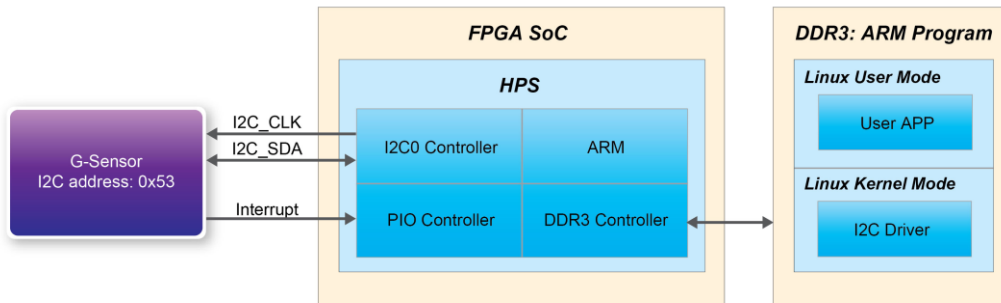 FPGA SoC
DDR3: ARM Program
HPS
Linux User Mode
User APP
I2C_CLK
I2C_SDA
G-Sensor
I2C address: 0x53
I2C0 Controller
ARM
Linux Kernel Mode
Interrupt
PIO Controller
DDR3 Controller
I2C Driver